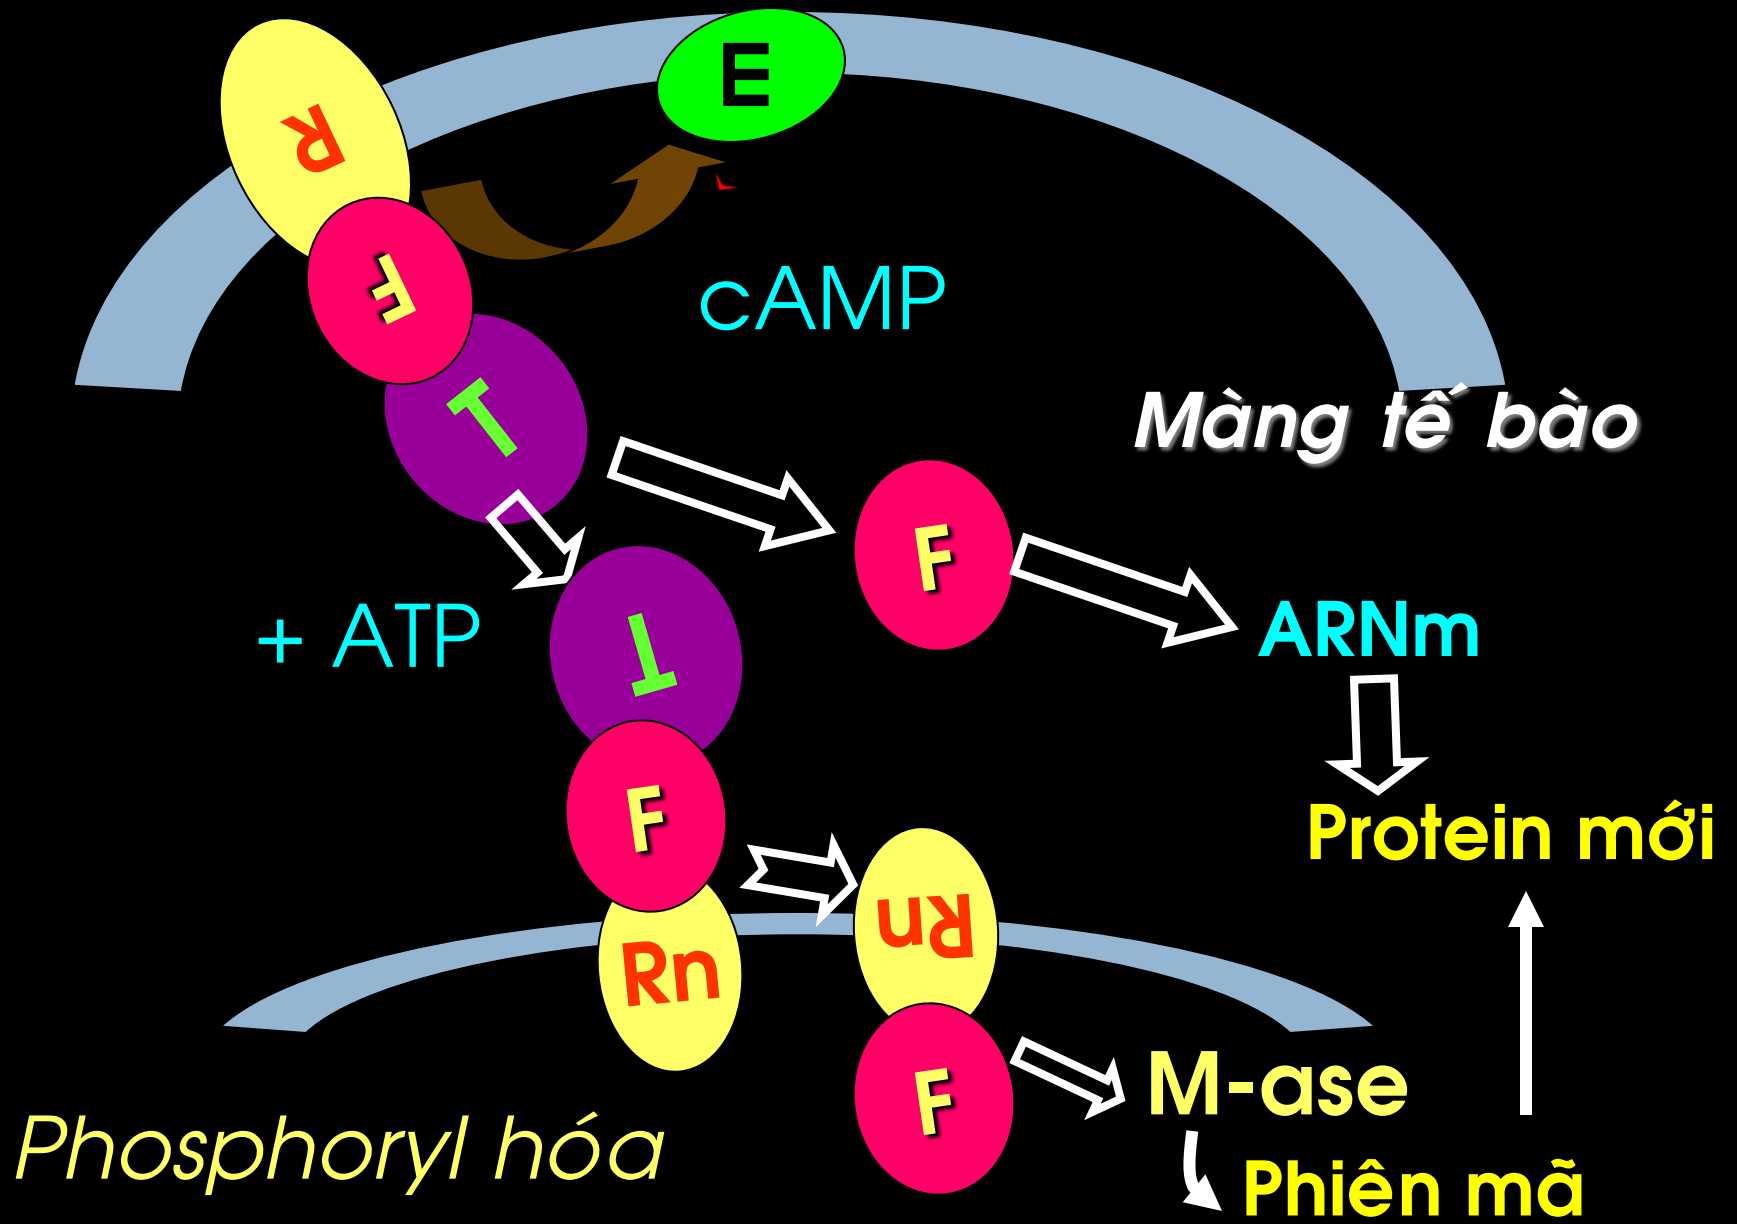 E
R
F
cAMP
T
Màng tế bào
F
+ ATP
ARNm
T
F
Protein mới
Rn
Rn
F
M-ase
Phosphoryl hóa
Phiên mã